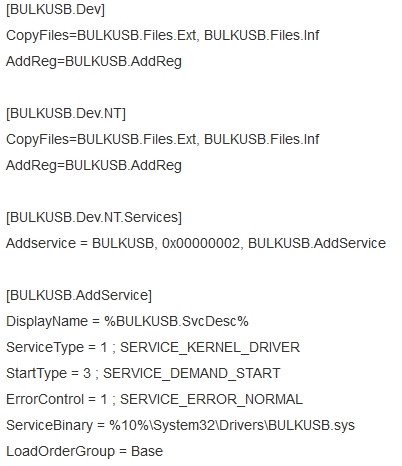 [BULKUSB.Dev]
CopyFiles=BULKUSB.Files.Ext, BULKUSB.Files.Inf
AddReg=BULKUSB.AddReg
[BULKUSB.Dev.NT]
CopyFiles=BULKUSB.Files.Ext, BULKUSB.Files.Inf
AddReg=BULKUSB.AddReg
[BULKUSB.Dev.NT.Services]
Addservice = BULKUSB, 0x00000002, BULKUSB.AddService
[BULKUSB.AddService]
DisplayName = %BULKUSB.SvcDesc%
ServiceType = 1 ; SERVICE_KERNEL_DRIVER
StartType = 3 ; SERVICE_DEMAND_START
ErrorControl = 1 ; SERVICE_ERROR_NORMAL
ServiceBinary = %10%\System32\Drivers\BULKUSB.sys
LoadOrderGroup = Base